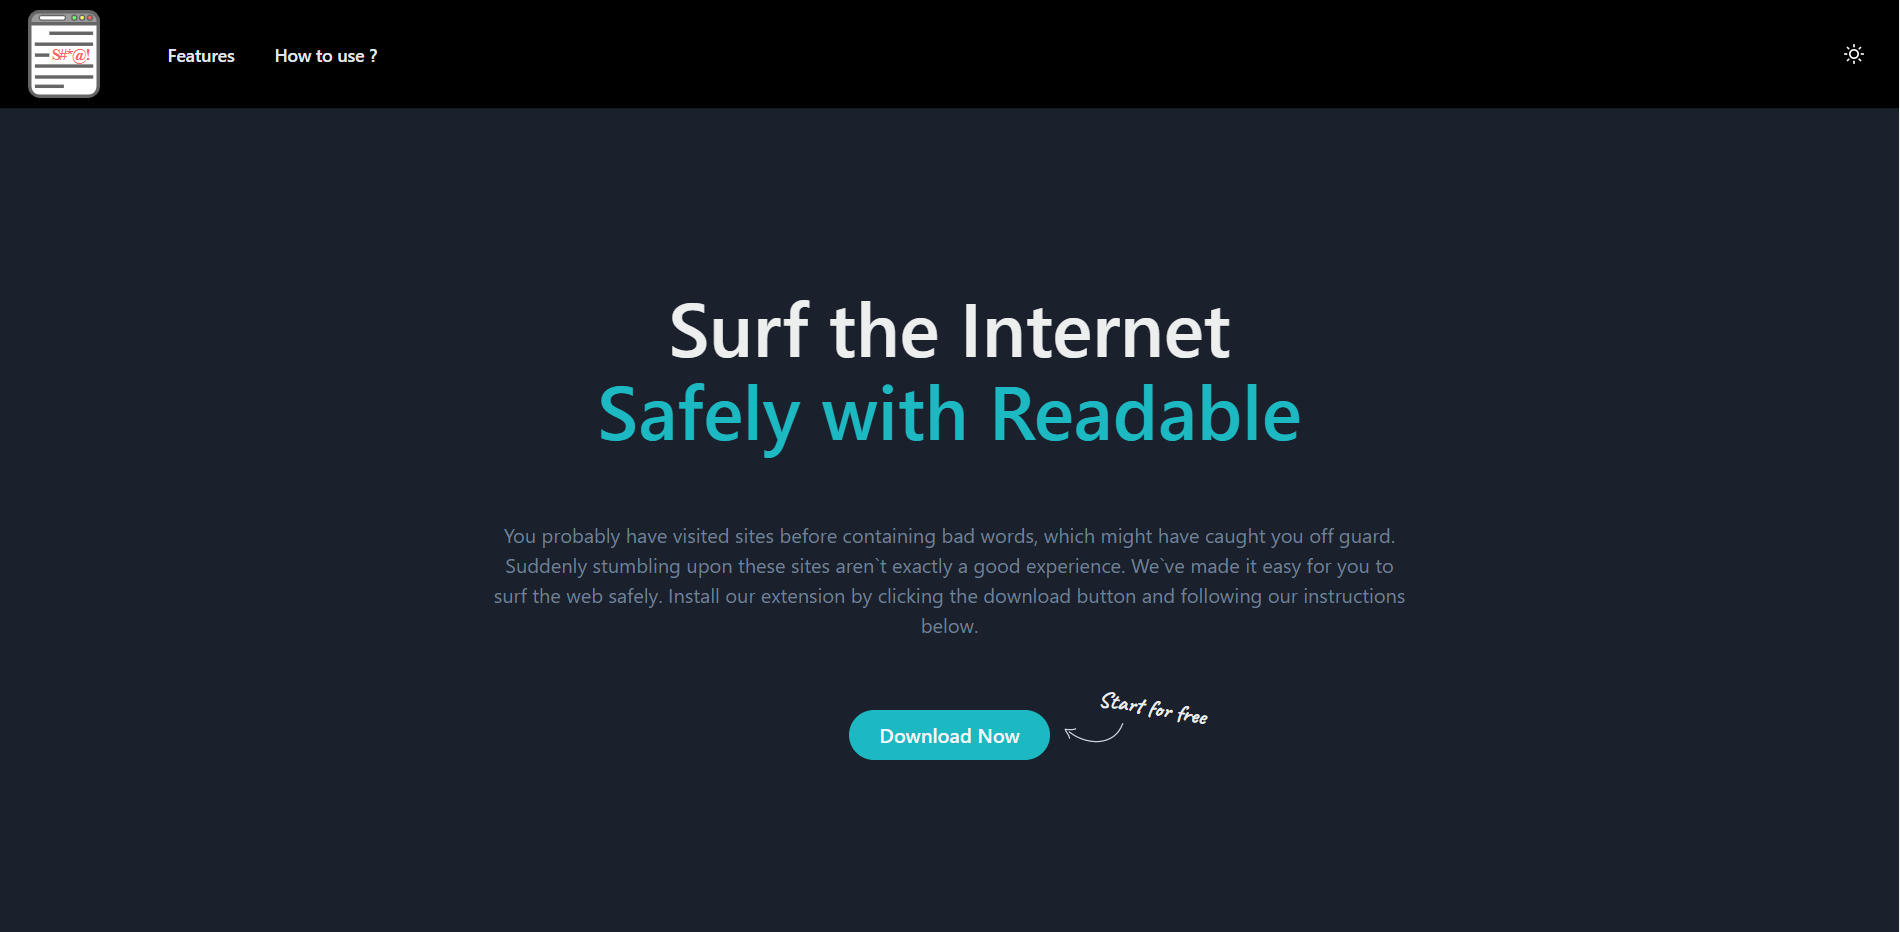 S#*@!
Features
How to use ?
Surf the Internet
Safely with Readable
You probably have visited sites before containing bad words, which might have caught you off guard.
Suddenly stumbling upon these sites aren`t exactly a good experience. We`ve made it easy for you to
surf the web safely. Install our extension by clicking the download button and following our instructions
below.
Start for free
Download Now